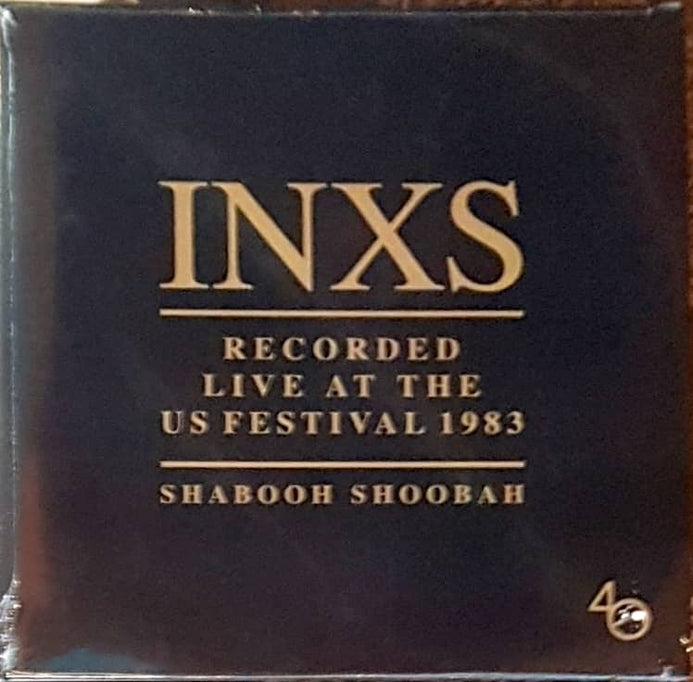 INXS
RECORDED
LIVE AT THE
US FESTIVAL 1983
SHABOOH SHOOBAH
40